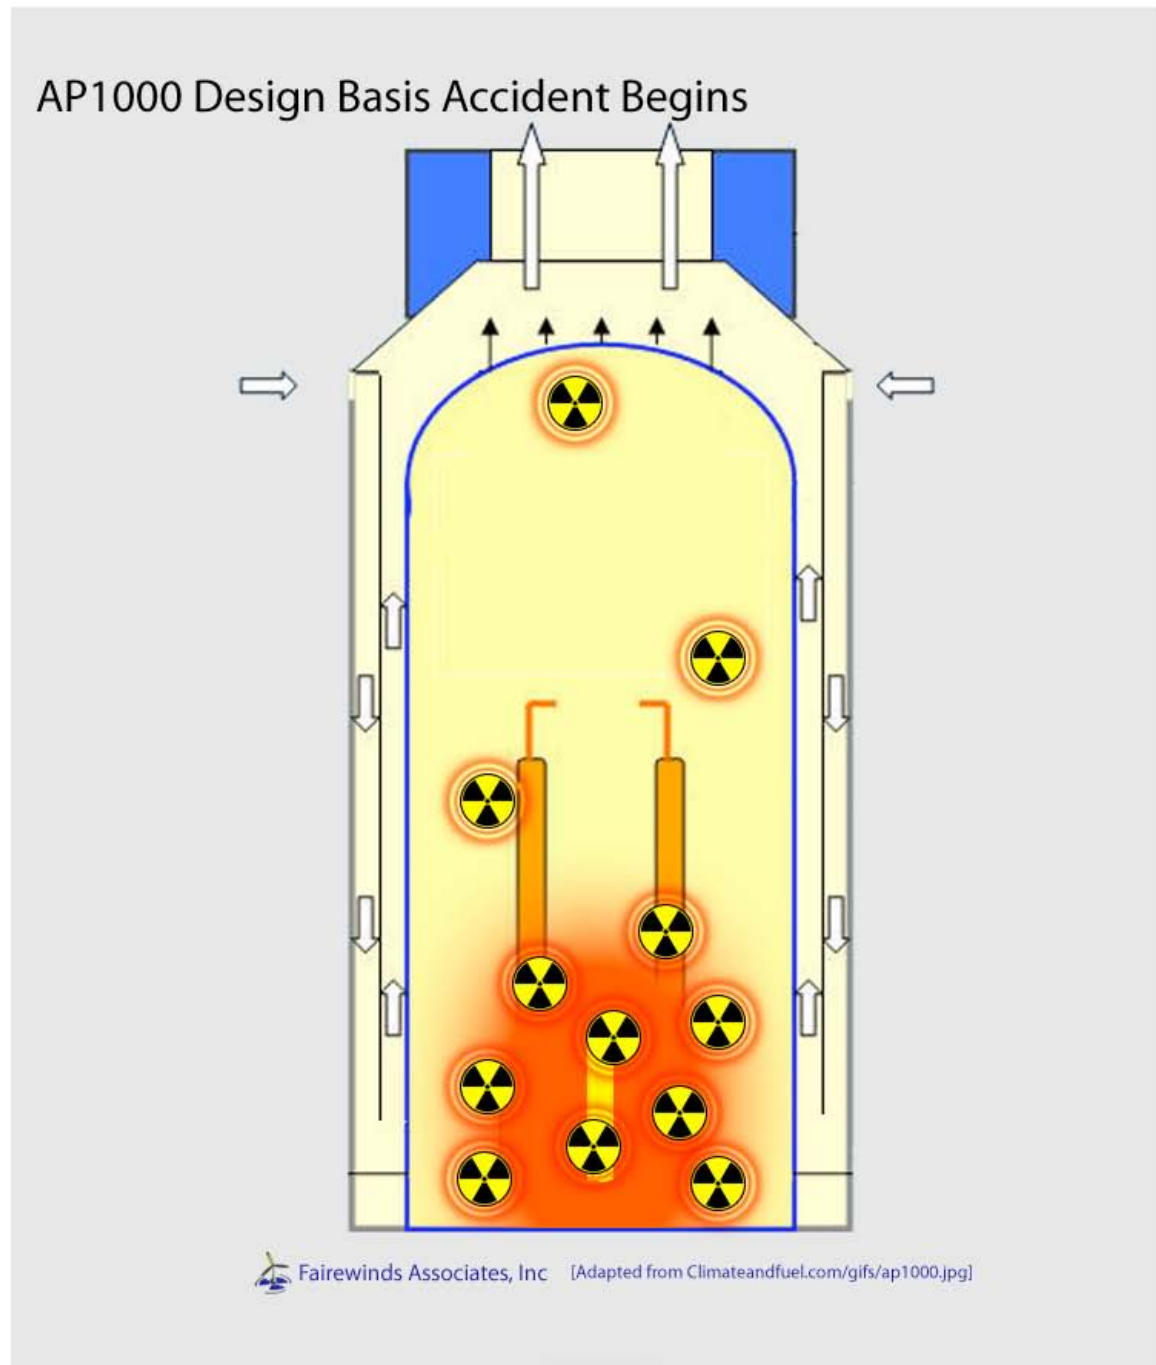 AP1000 Design Basis Accident Begins
Fairewinds Associates, Inc [Adapted from Climateandfuel.com/gifs/ap1000.jpg]